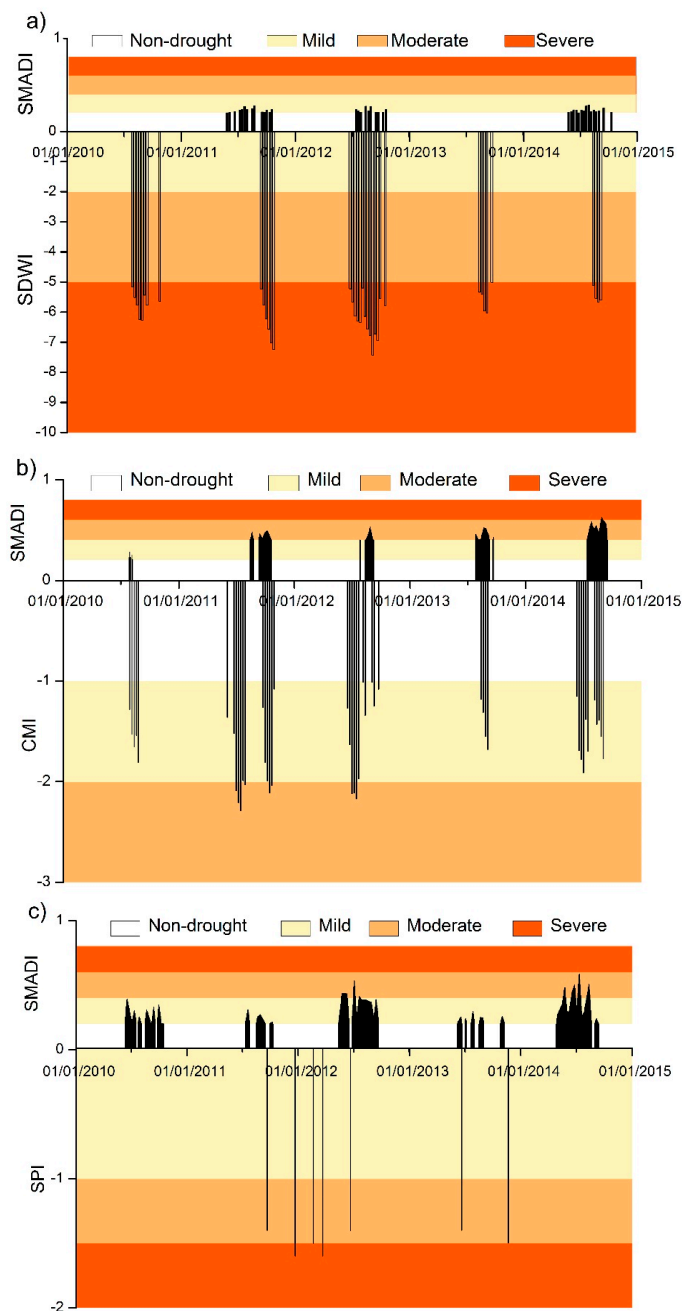 a)
1
Non-drought Mild Moderate Severe
SMADI
0
01/01/2010 01/01/2011 01/01/2012 01/01/2013 01/01/2014 01/01/2015
-1
-2
-3
-4
SDWI
-5
-6
-7
-8
-9
-10
b)
1
Non-drought Mild Moderate Severe
SMADI
0
01/01/2010 01/01/2011 01/01/2012 01/01/2013 01/01/2014 01/01/2015
-1
CMI
-2
-3
c)
1
Non-drought Mild Moderate Severe
SMADI
0
01/01/2010 01/01/2011 01/01/2012 01/01/2013 01/01/2014 01/01/2015
-1
SPI
-2